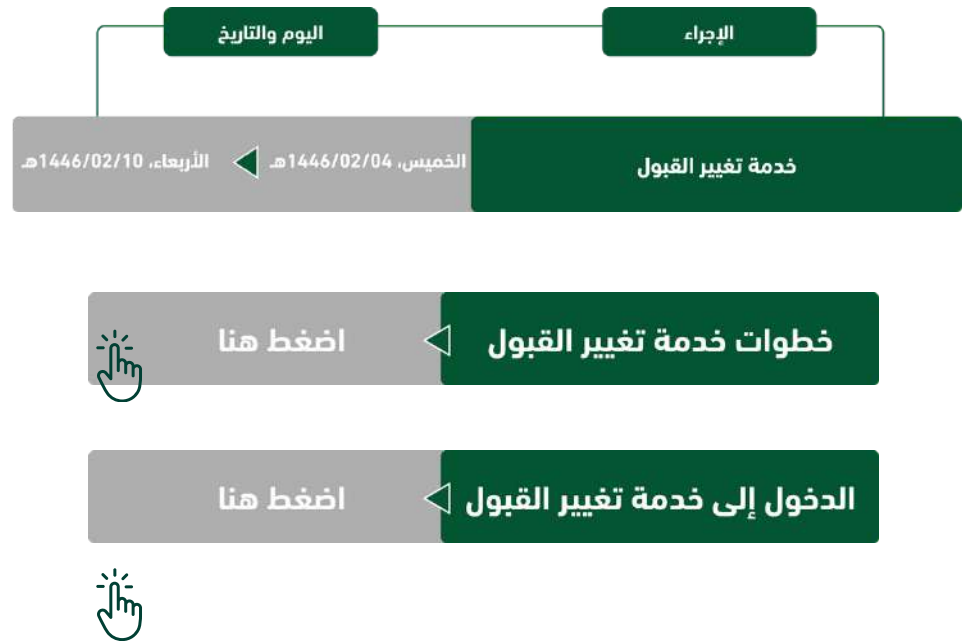 الإجراء
اليوم والتاريخ
خدمة تغيير القبول
الخميس، 1446/02/04هـ
الأربعاء، 1446/02/10هـ
خطوات خدمة تغيير القبول
اضغط هنا
الدخول إلى خدمة تغيير القبول
اضغط هنا